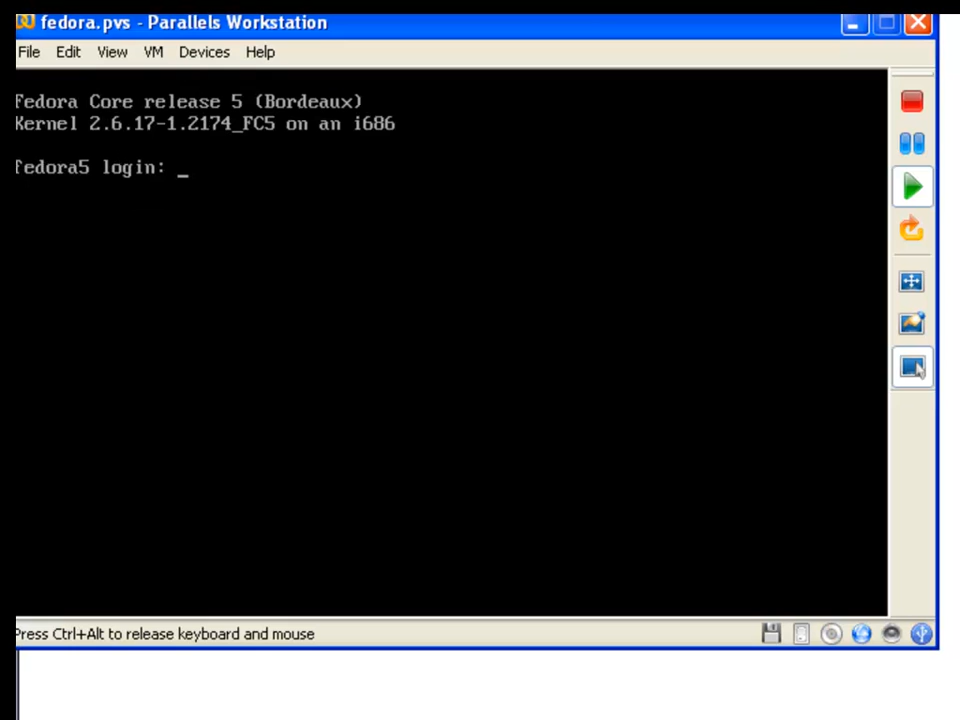 fedora.pvs - Parallels Workstation
File Edit View VM Devices Help
Fedora Core release 5 (Bordeaux)
Kernel 2.6.17-1.2174_FC5 on an i686
fedora5 login: _
Press Ctrl+Alt to release keyboard and mouse